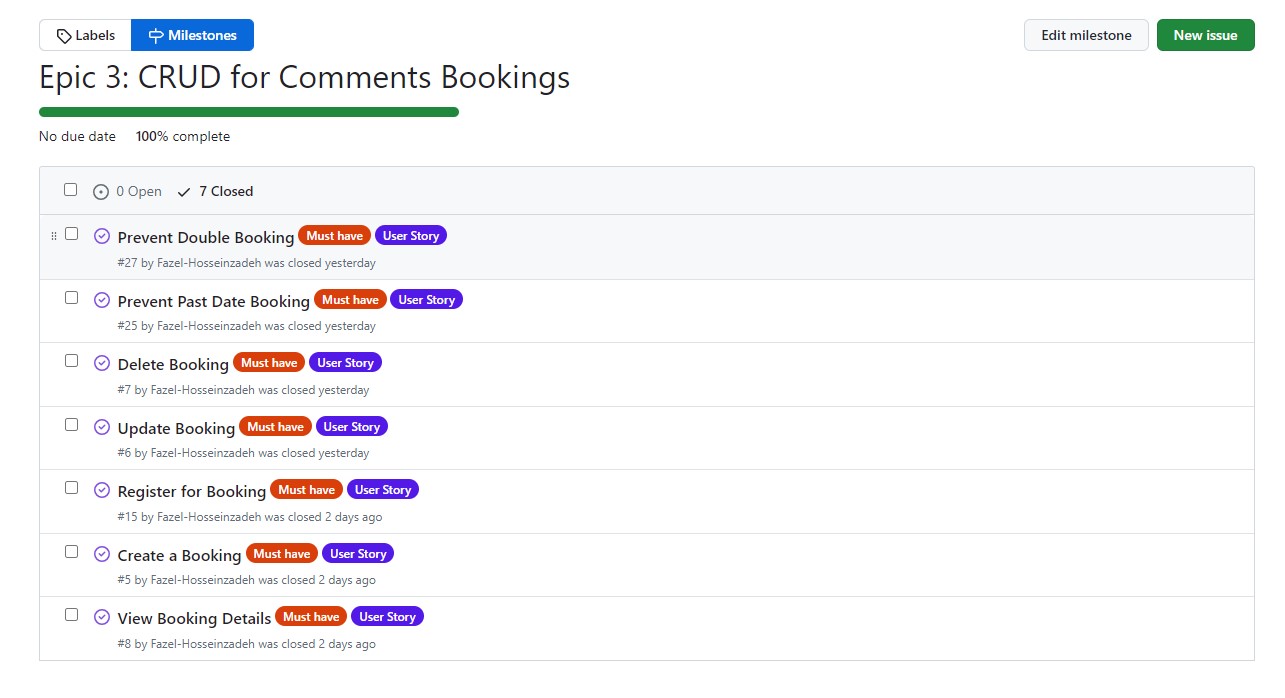 Labels Milestones Edit milestone New issue
Epic 3: CRUD for Comments Bookings
No due date 100% complete
0 Open 7 Closed
Prevent Double Booking Must have User Story
#27 by Fazel-Hosseinzadeh was closed yesterday
Prevent Past Date Booking Must have User Story
#25 by Fazel-Hosseinzadeh was closed yesterday
Delete Booking Must have User Story
#7 by Fazel-Hosseinzadeh was closed yesterday
Update Booking Must have User Story
#6 by Fazel-Hosseinzadeh was closed yesterday
Register for Booking Must have User Story
#15 by Fazel-Hosseinzadeh was closed 2 days ago
Create a Booking Must have User Story
#5 by Fazel-Hosseinzadeh was closed 2 days ago
View Booking Details Must have User Story
#8 by Fazel-Hosseinzadeh was closed 2 days ago